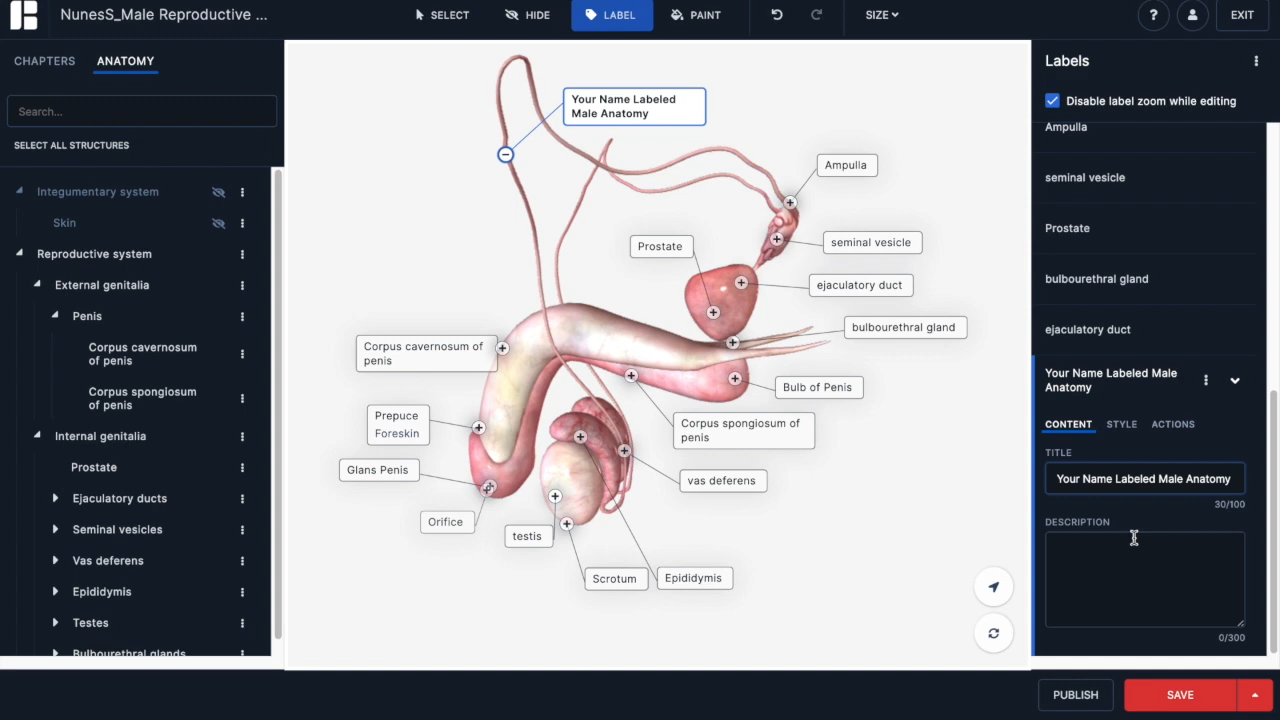 NunesS_Male Reproductive ...
SELECT
HIDE
LABEL
PAINT
SIZE
?
EXIT
CHAPTERS
ANATOMY
Search...
SELECT ALL STRUCTURES
Integumentary system
Skin
Reproductive system
External genitalia
Penis
Corpus cavernosum
of penis
Corpus spongiosum
of penis
Internal genitalia
Prostate
Ejaculatory ducts
Seminal vesicles
Vas deferens
Epididymis
Testes
Bulbourethral glands
Your Name Labeled
Male Anatomy
Ampulla
Prostate
seminal vesicle
ejaculatory duct
bulbourethral gland
Corpus cavernosum of
penis
Bulb of Penis
Prepuce
Foreskin
Corpus spongiosum of
penis
Glans Penis
vas deferens
Orifice
testis
Scrotum
Epididymis
Labels
Disable label zoom while editing
Ampulla
seminal vesicle
Prostate
bulbourethral gland
ejaculatory duct
Your Name Labeled Male
Anatomy
CONTENT
STYLE
ACTIONS
TITLE
Your Name Labeled Male Anatomy
30/100
DESCRIPTION
0/300
PUBLISH
SAVE